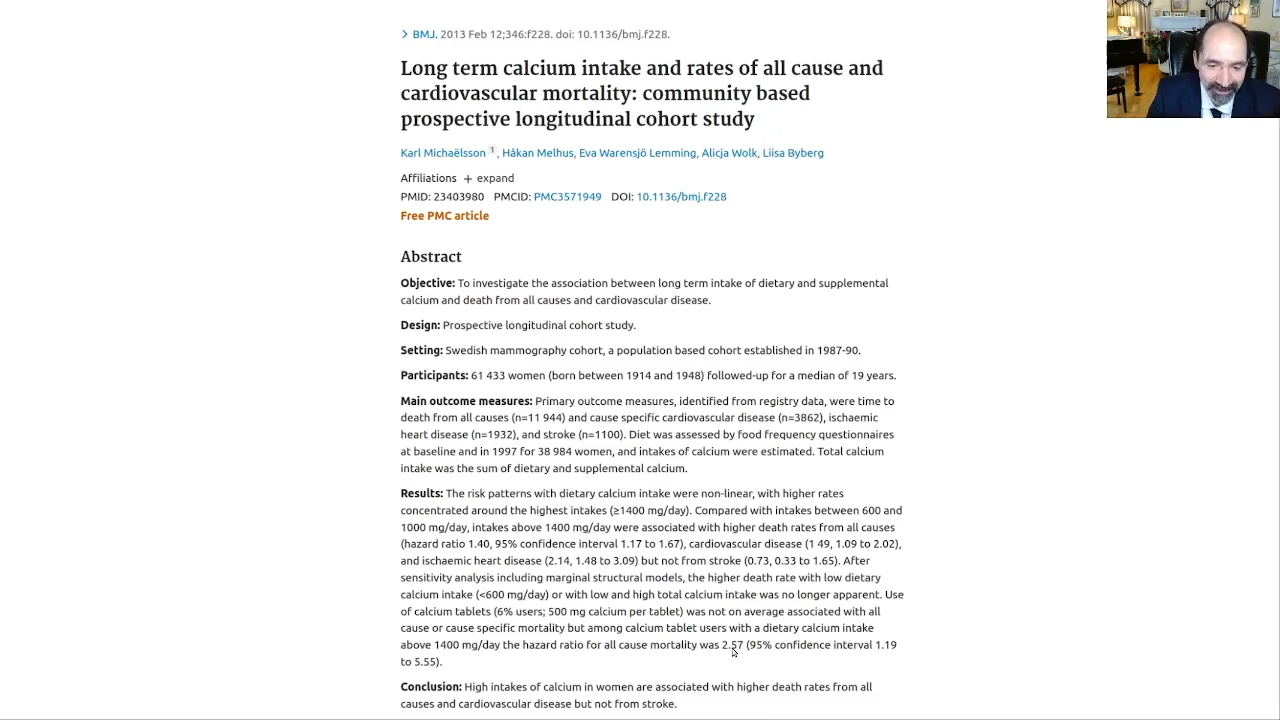 BMJ. 2013 Feb 12;346:f228. doi: 10.1136/bmj.f228.
Long term calcium intake and rates of all cause and
cardiovascular mortality: community based
prospective longitudinal cohort study
Karl Michaëlsson 1, Håkan Melhus, Eva Warensjö Lemming, Alicja Wolk, Liisa Byberg
Affiliations + expand
PMID: 23403980 PMCID: PMC3571949 DOI: 10.1136/bmj.f228
Free PMC article
Abstract
Objective: To investigate the association between long term intake of dietary and supplemental
calcium and death from all causes and cardiovascular disease.
Design: Prospective longitudinal cohort study.
Setting: Swedish mammography cohort, a population based cohort established in 1987-90.
Participants: 61 433 women (born between 1914 and 1948) followed-up for a median of 19 years.
Main outcome measures: Primary outcome measures, identified from registry data, were time to
death from all causes (n=11 944) and cause specific cardiovascular disease (n=3862), ischaemic
heart disease (n=1932), and stroke (n=1100). Diet was assessed by food frequency questionnaires
at baseline and in 1997 for 38 984 women, and intakes of calcium were estimated. Total calcium
intake was the sum of dietary and supplemental calcium.
Results: The risk patterns with dietary calcium intake were non-linear, with higher rates
concentrated around the highest intakes (≥1400 mg/day). Compared with intakes between 600 and
1000 mg/day, intakes above 1400 mg/day were associated with higher death rates from all causes
(hazard ratio 1.40, 95% confidence interval 1.17 to 1.67), cardiovascular disease (1 49, 1.09 to 2.02),
and ischaemic heart disease (2.14, 1.48 to 3.09) but not from stroke (0.73, 0.33 to 1.65). After
sensitivity analysis including marginal structural models, the higher death rate with low dietary
calcium intake (<600 mg/day) or with low and high total calcium intake was no longer apparent. Use
of calcium tablets (6% users; 500 mg calcium per tablet) was not on average associated with all
cause or cause specific mortality but among calcium tablet users with a dietary calcium intake
above 1400 mg/day the hazard ratio for all cause mortality was 2.57 (95% confidence interval 1.19
to 5.55).
Conclusion: High intakes of calcium in women are associated with higher death rates from all
causes and cardiovascular disease but not from stroke.